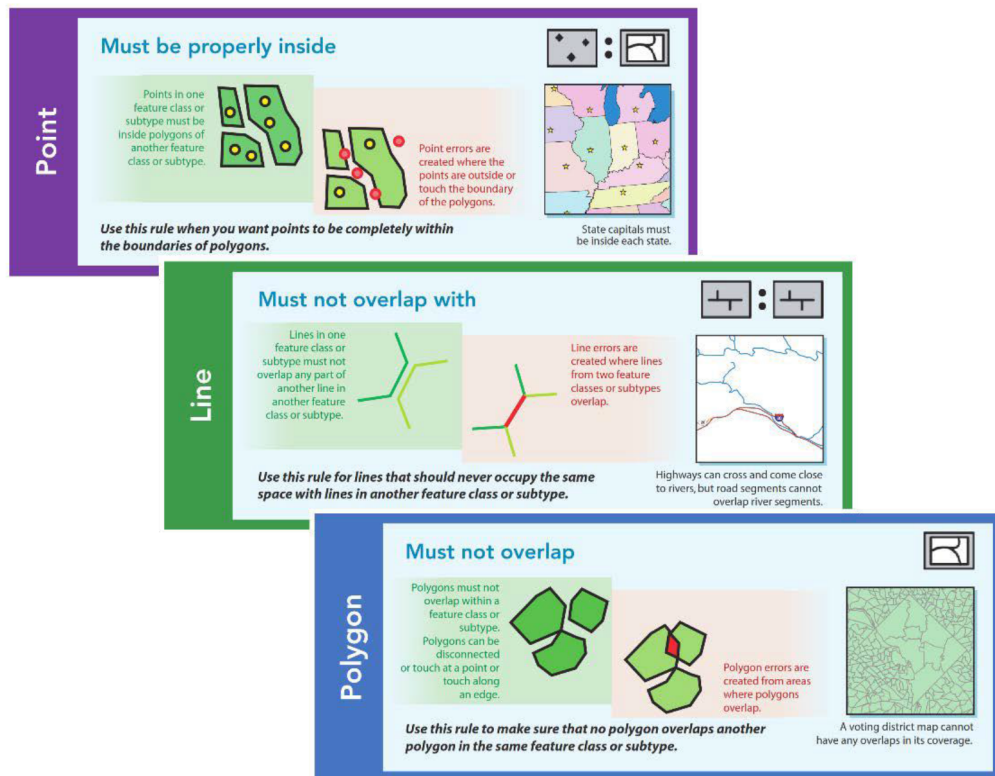 Point
Must be properly inside
Points in one
feature class or
subtype must be
inside polygons of
another feature
class or subtype.
Point errors are
created where the
points are outside or
touch the boundary
of the polygons.
Use this rule when you want points to be completely within
the boundaries of polygons.
State capitals must
be inside each state.
Line
Must not overlap with
Lines in one
feature class or
subtype must not
overlap any part of
another line in
another feature
class or subtype.
Line errors are
created where lines
from two feature
classes or subtypes
overlap.
Use this rule for lines that should never occupy the same
space with lines in another feature class or subtype.
Highways can cross and come close
to rivers, but road segments cannot
overlap river segments.
Polygon
Must not overlap
Polygons must not
overlap within a
feature class or
subtype.
Polygons can be
disconnected
or touch at a point or
touch along
an edge.
Polygon errors are
created from areas
where polygons
overlap.
Use this rule to make sure that no polygon overlaps another
polygon in the same feature class or subtype.
A voting district map cannot
have any overlaps in its coverage.